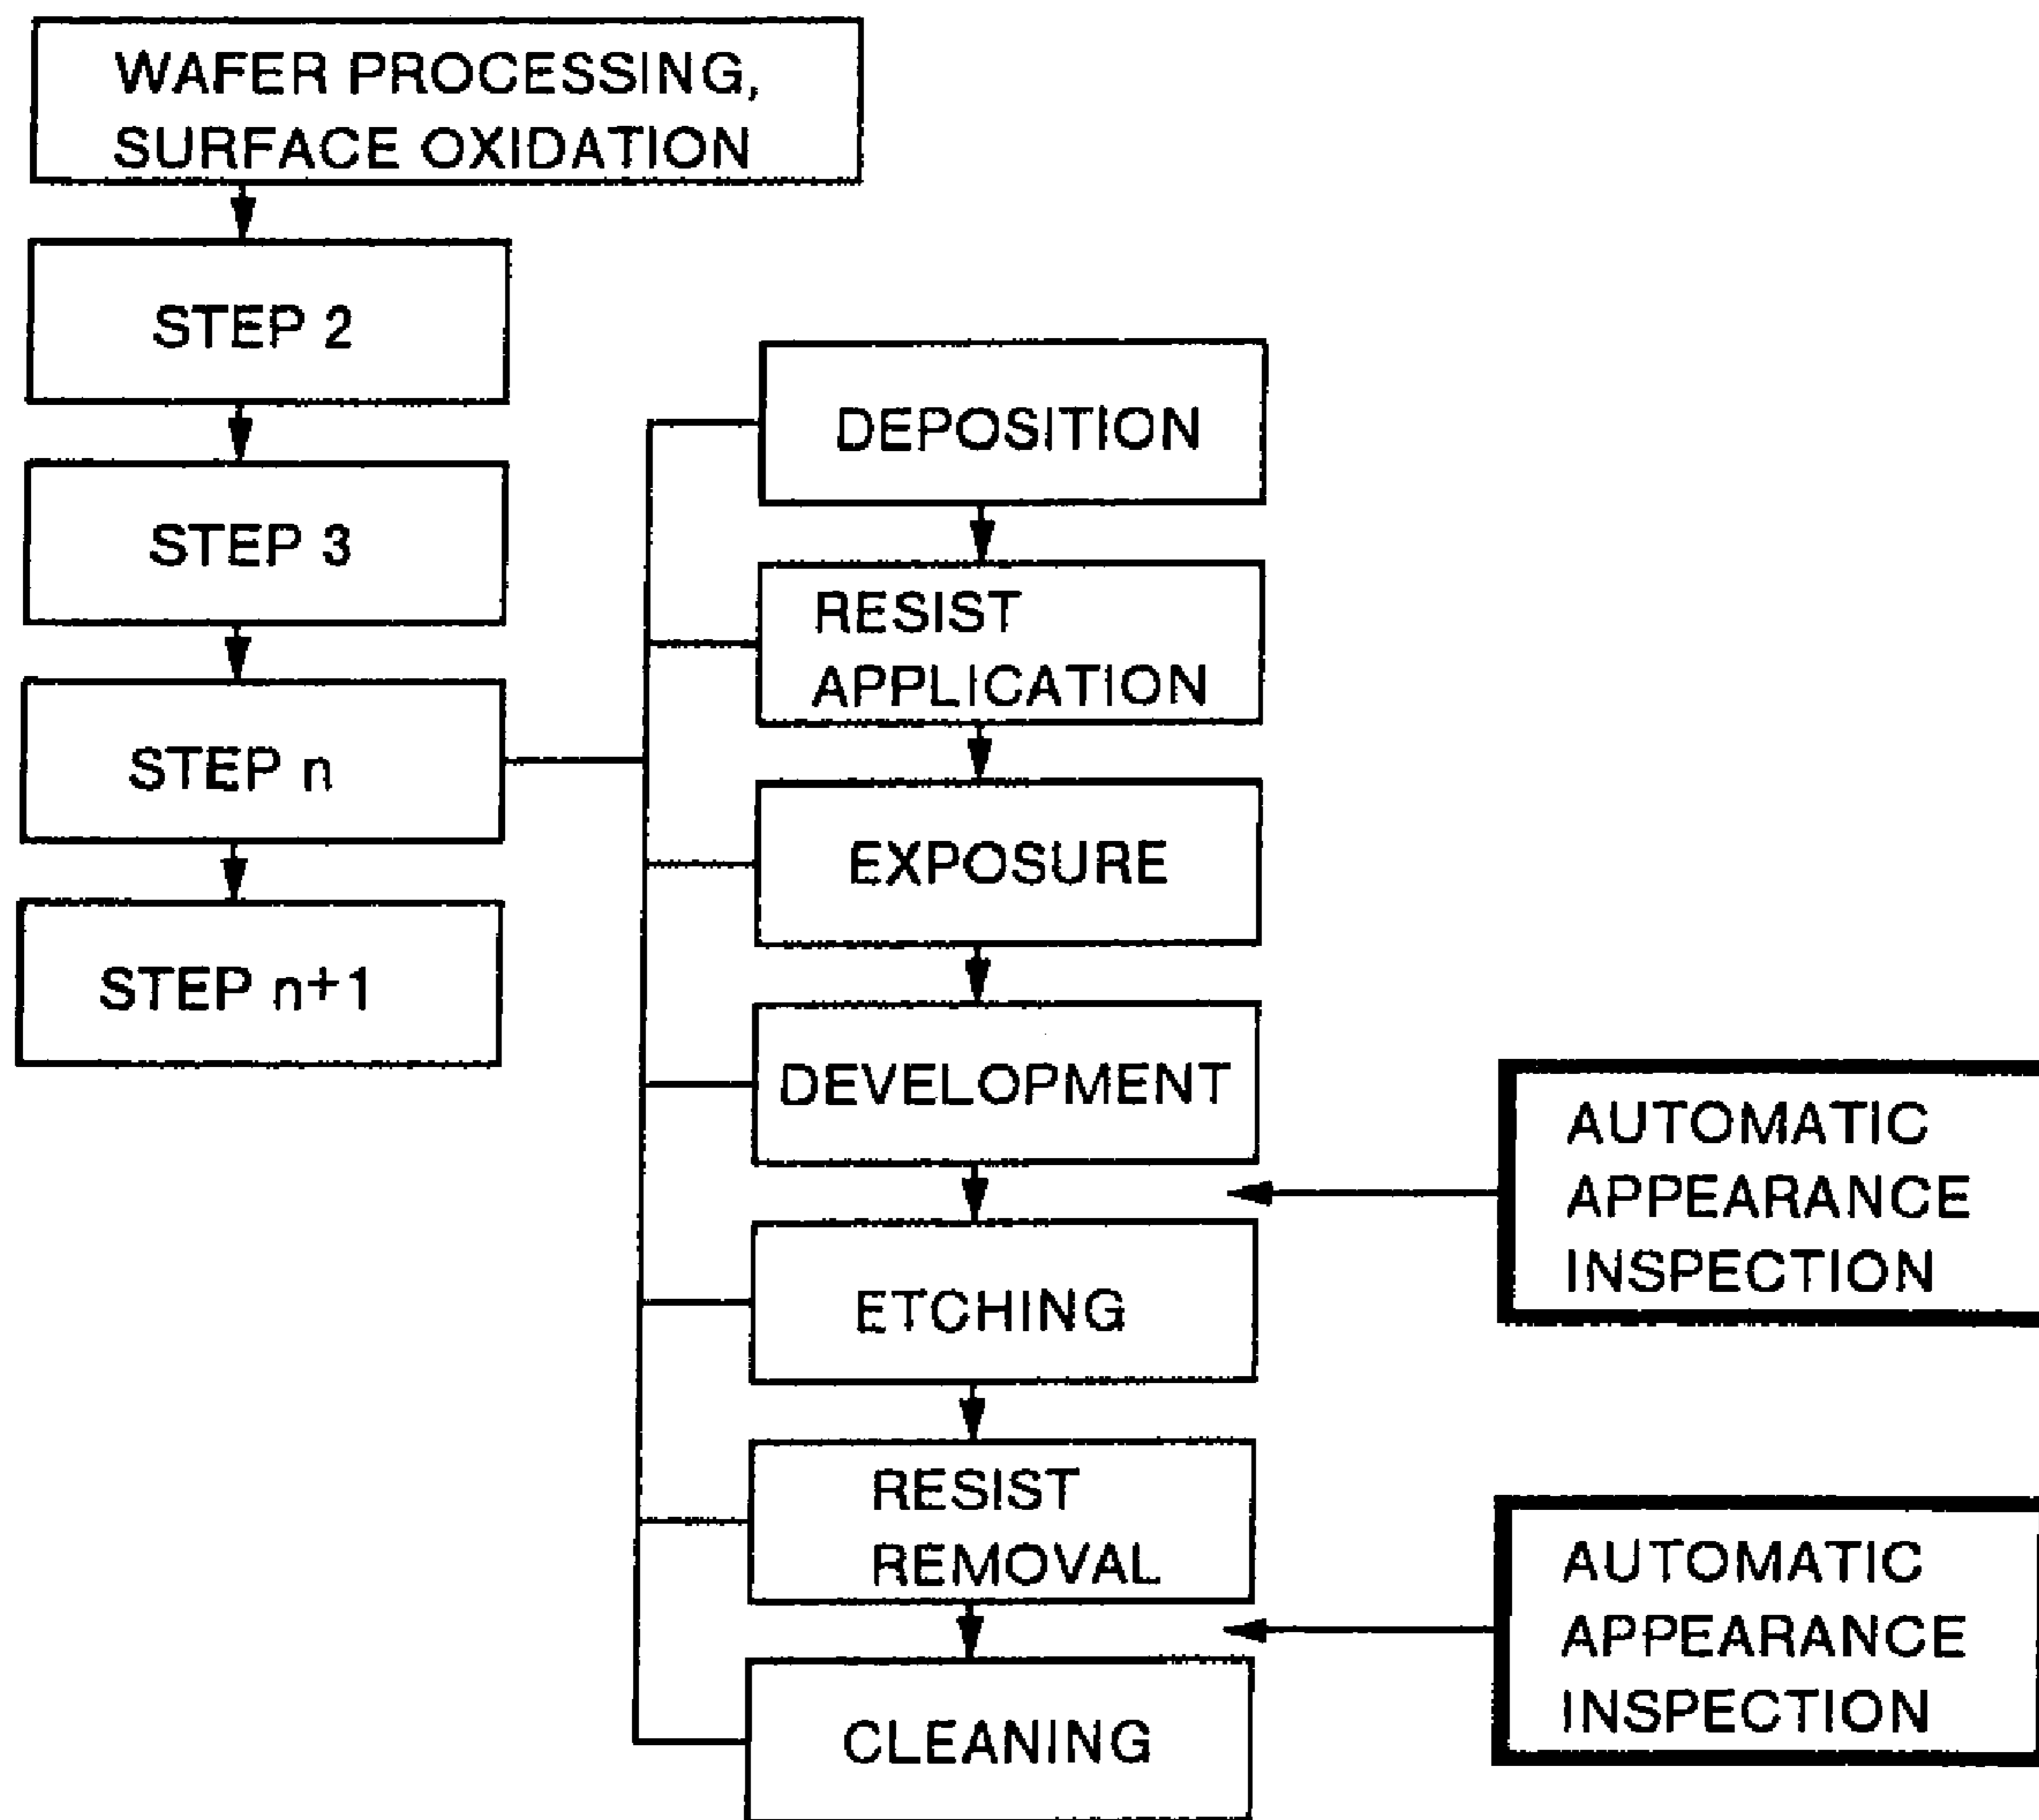 WAFER PROCESSING,
SURFACE OXIDATION
STEP 2
STEP 3
STEP n
STEP n+1
DEPOSITION
RESIST
APPLICATION
EXPOSURE
DEVELOPMENT
ETCHING
RESIST
REMOVAL
CLEANING
AUTOMATIC
APPEARANCE
INSPECTION
AUTOMATIC
APPEARANCE
INSPECTION